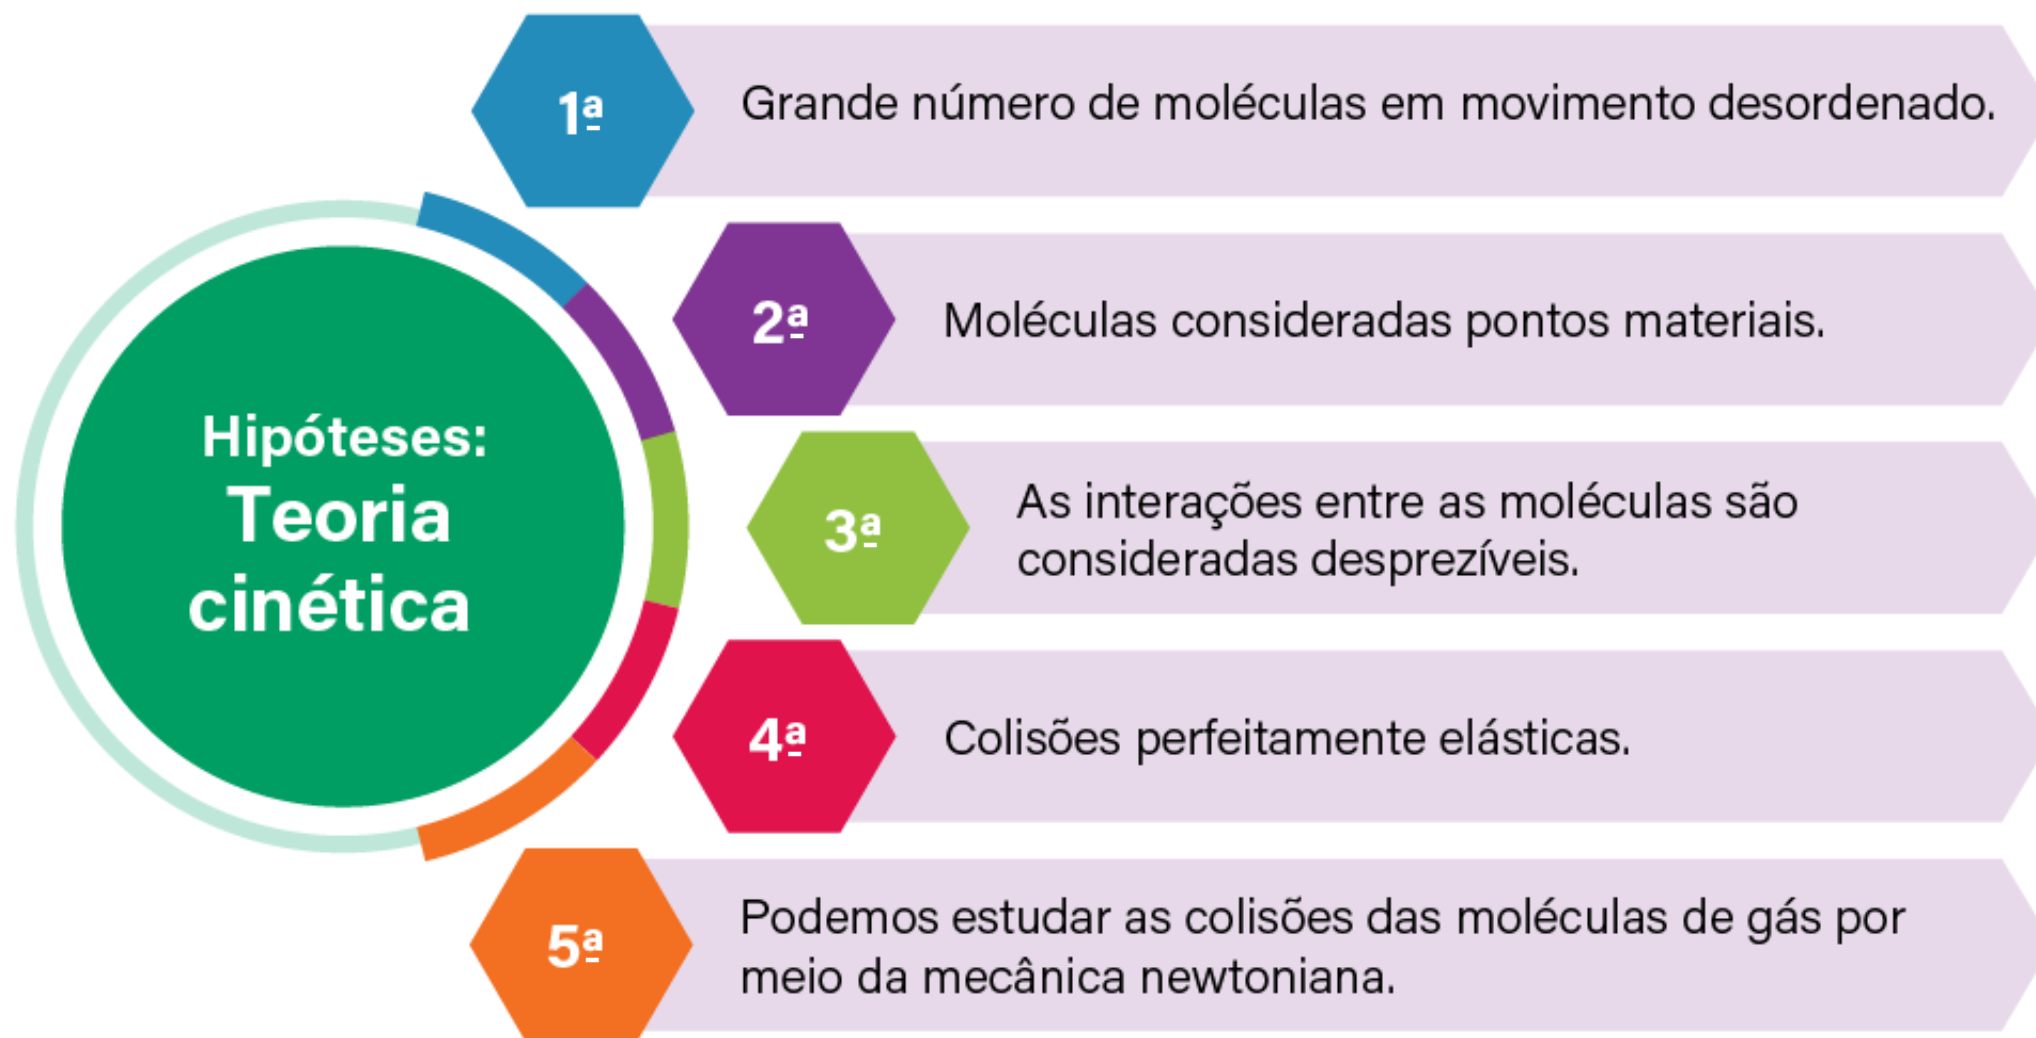 Hipóteses:
Teoria
cinética
1ª
Grande número de moléculas em movimento desordenado.
2ª
Moléculas consideradas pontos materiais.
3ª
As interações entre as moléculas são
consideradas desprezíveis.
4ª
Colisões perfeitamente elásticas.
5ª
Podemos estudar as colisões das moléculas de gás por
meio da mecânica newtoniana.